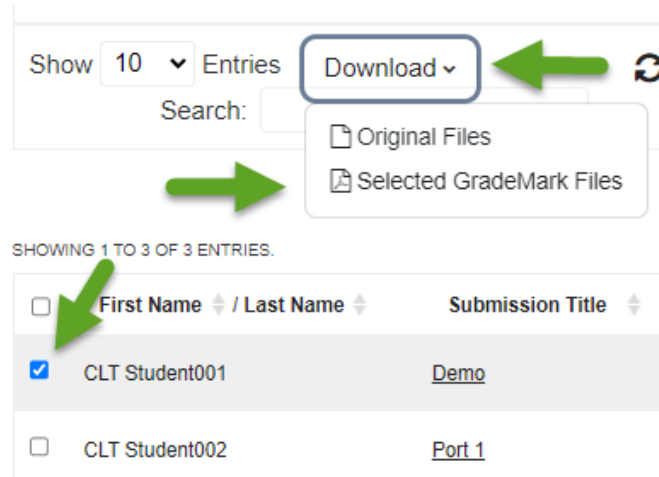 Show 10 Entries Download
Search:
Original Files
Selected GradeMark Files
SHOWING 1 TO 3 OF 3 ENTRIES.
First Name / Last Name Submission Title
CLT Student001 Demo
CLT Student002 Port 1